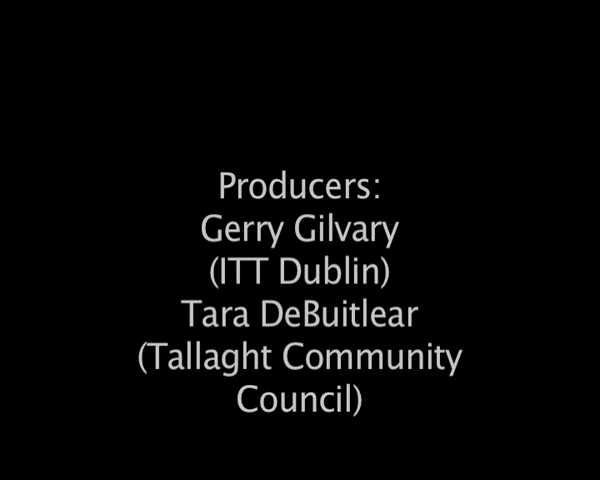 Producers:
Gerry Gilvary
(ITT Dublin)
Tara DeBuitlear
(Tallaght Community
Council)